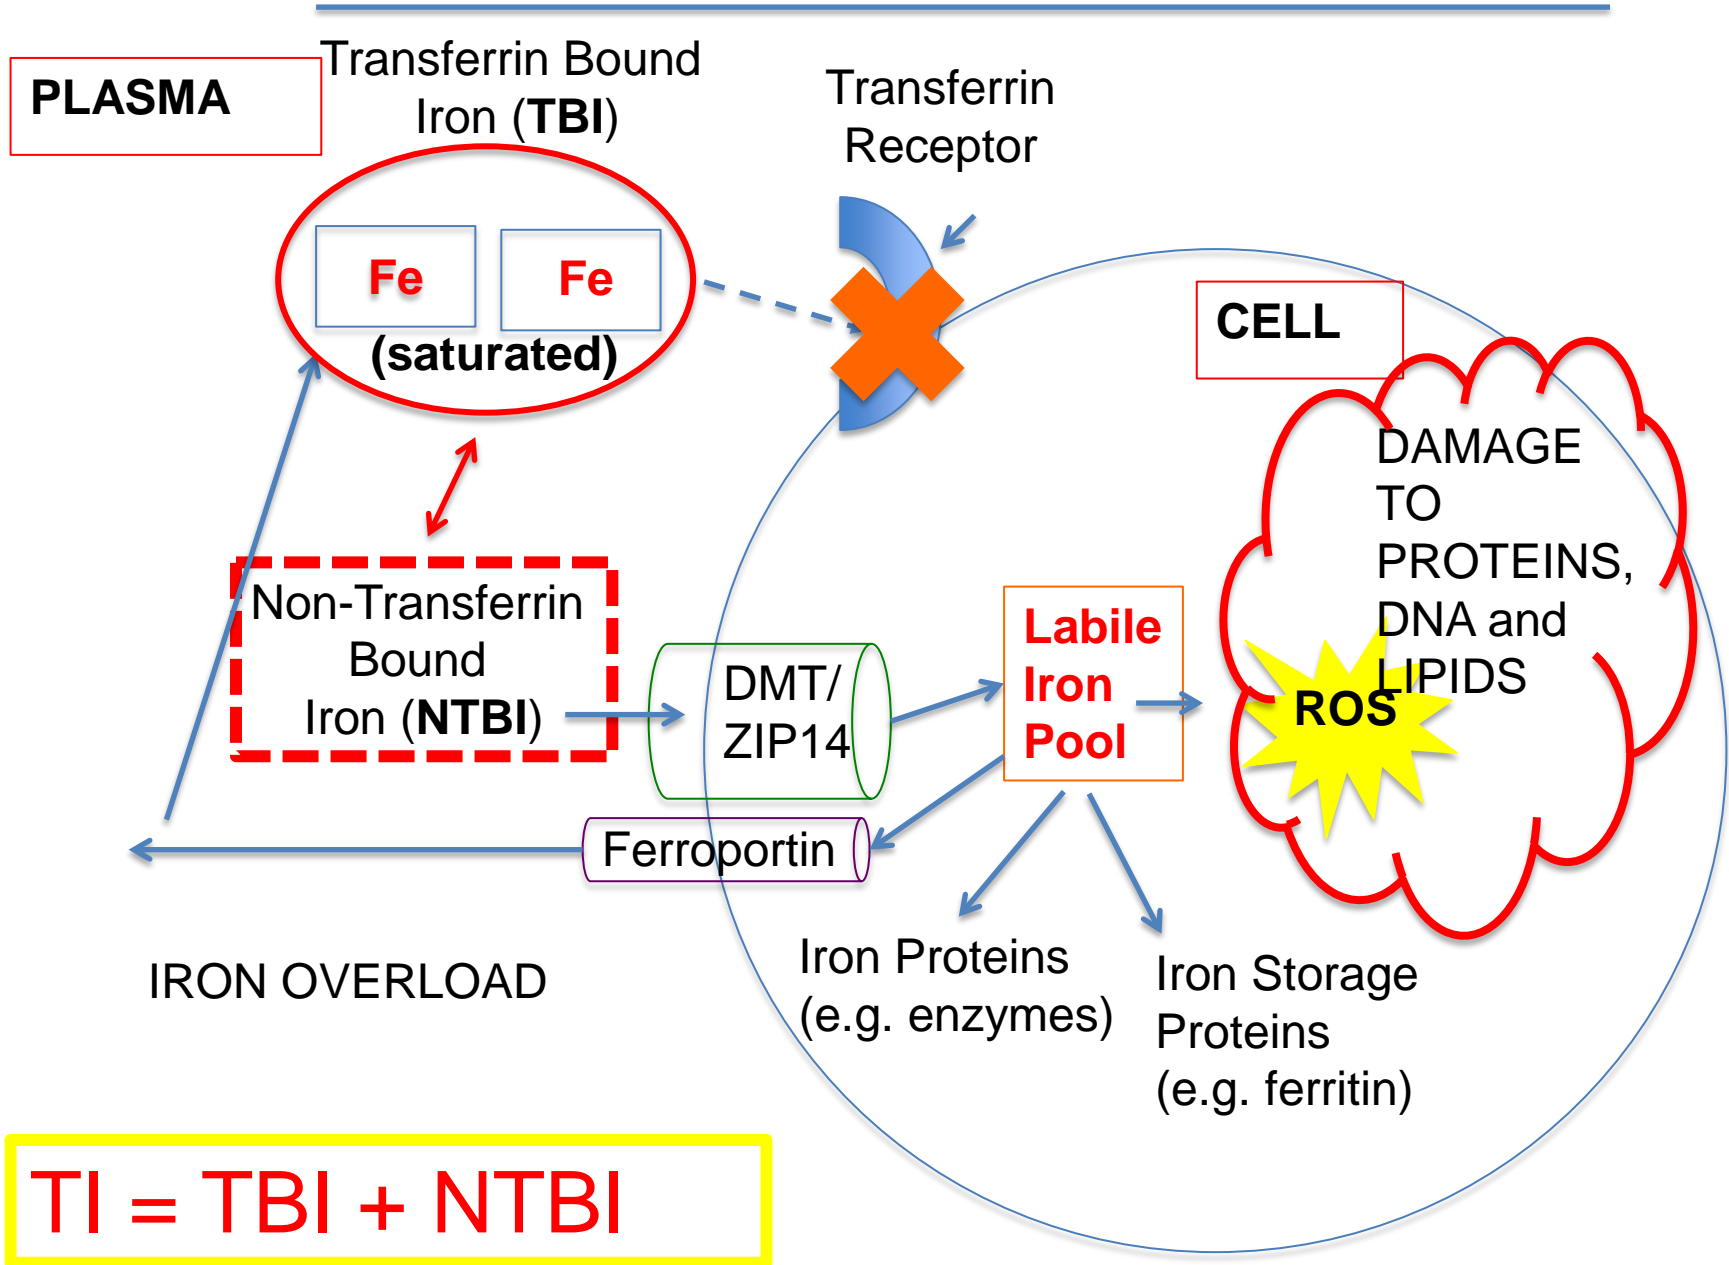 PLASMA
Transferrin Bound
Iron (TBI)
Transferrin
Receptor
Fe
Fe
(saturated)
CELL
DAMAGE
TO
PROTEINS,
DNA and
LIPIDS
Non-Transferrin
Bound
Iron (NTBI)
DMT/
ZIP14
Labile
Iron
Pool
ROS
Ferroportin
IRON OVERLOAD
Iron Proteins
(e.g. enzymes)
Iron Storage
Proteins
(e.g. ferritin)
TI = TBI + NTBI